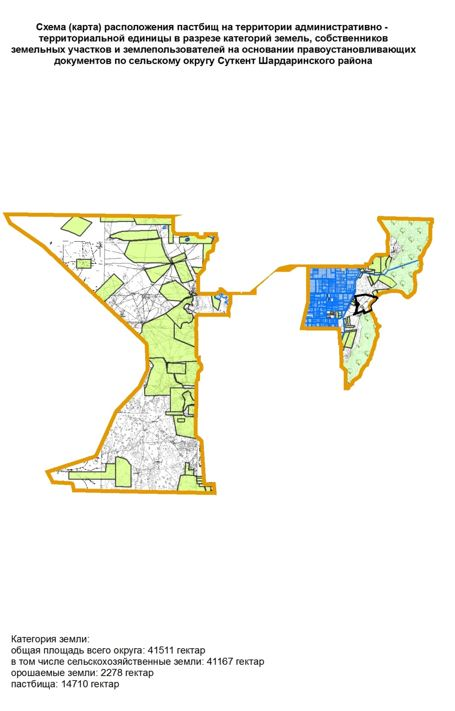 Схема (карта) расположения пастбищ на территории административно -
территориальной единицы в разрезе категорий земель, собственников
земельных участков и землепользователей на основании правоустановливающих
документов по сельскому округу Суткент Шардаринского района
Категория земли:
общая площадь всего округа: 41511 гектар
в том числе сельскохозяйственные земли: 41167 гектар
орошаемые земли: 2278 гектар
пастбища: 14710 гектар